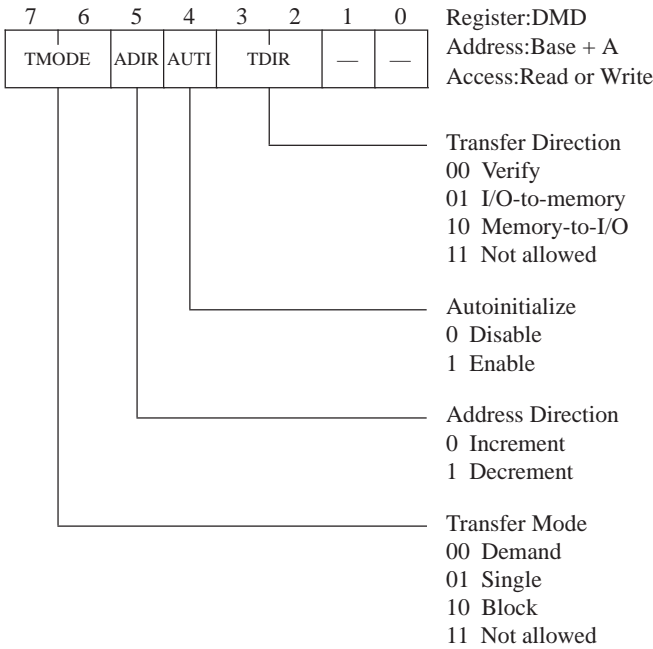 7 6 5 4 3 2 1 0
TMODE ADIR AUTI TDIR — —
Register:DMD
Address:Base + A
Access:Read or Write
Transfer Direction
00 Verify
01 I/O-to-memory
10 Memory-to-I/O
11 Not allowed
Autoinitialize
0 Disable
1 Enable
Address Direction
0 Increment
1 Decrement
Transfer Mode
00 Demand
01 Single
10 Block
11 Not allowed